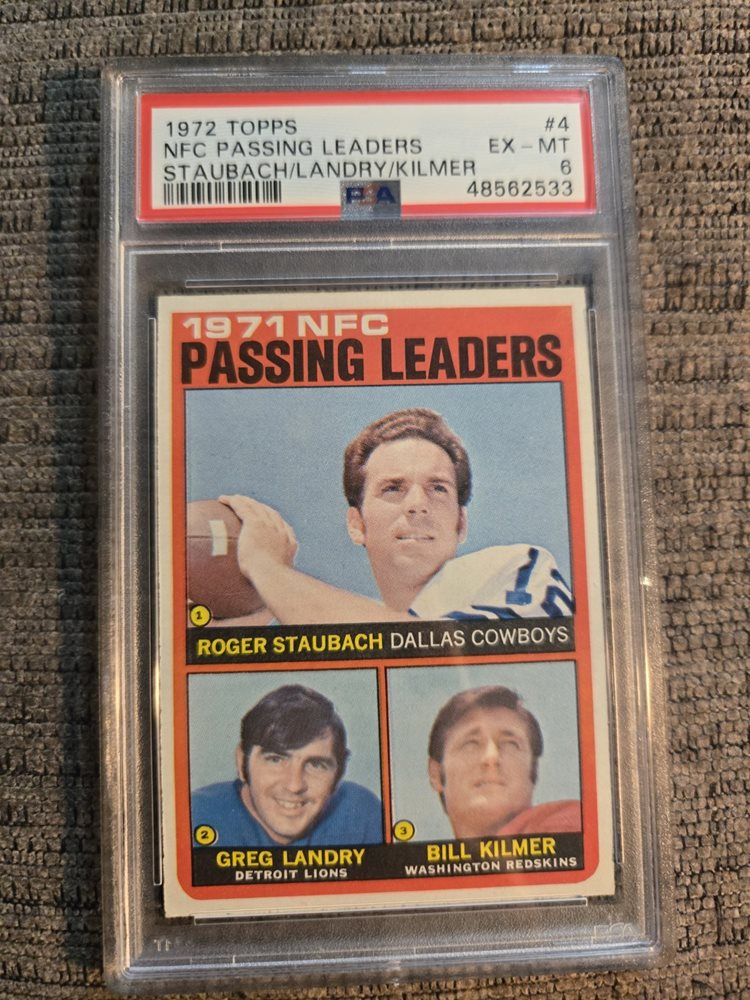 1972 TOPPS #4
NFC PASSING LEADERS EX - MT
STAUBACH/LANDRY/KILMER 6
PSA 48562533
1971 NFC
PASSING LEADERS
1
ROGER STAUBACH DALLAS COWBOYS
2
GREG LANDRY
DETROIT LIONS
3
BILL KILMER
WASHINGTON REDSKINS